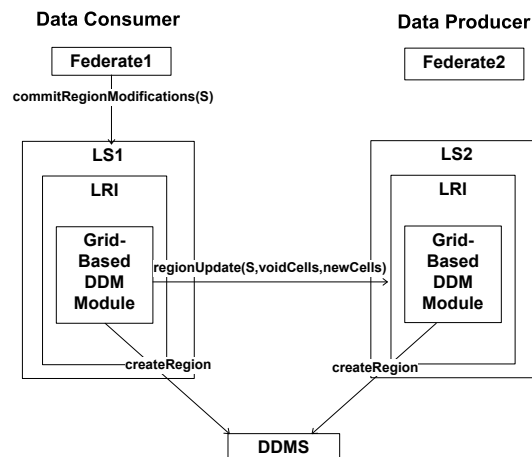 Data Consumer
Data Producer
Federate1
Federate2
commitRegionModifications(S)
LS1
LS2
LRI
LRI
Grid-
Based
DDM
Module
regionUpdate(S,voidCells,newCells)
Grid-
Based
DDM
Module
createRegion
createRegion
DDMS